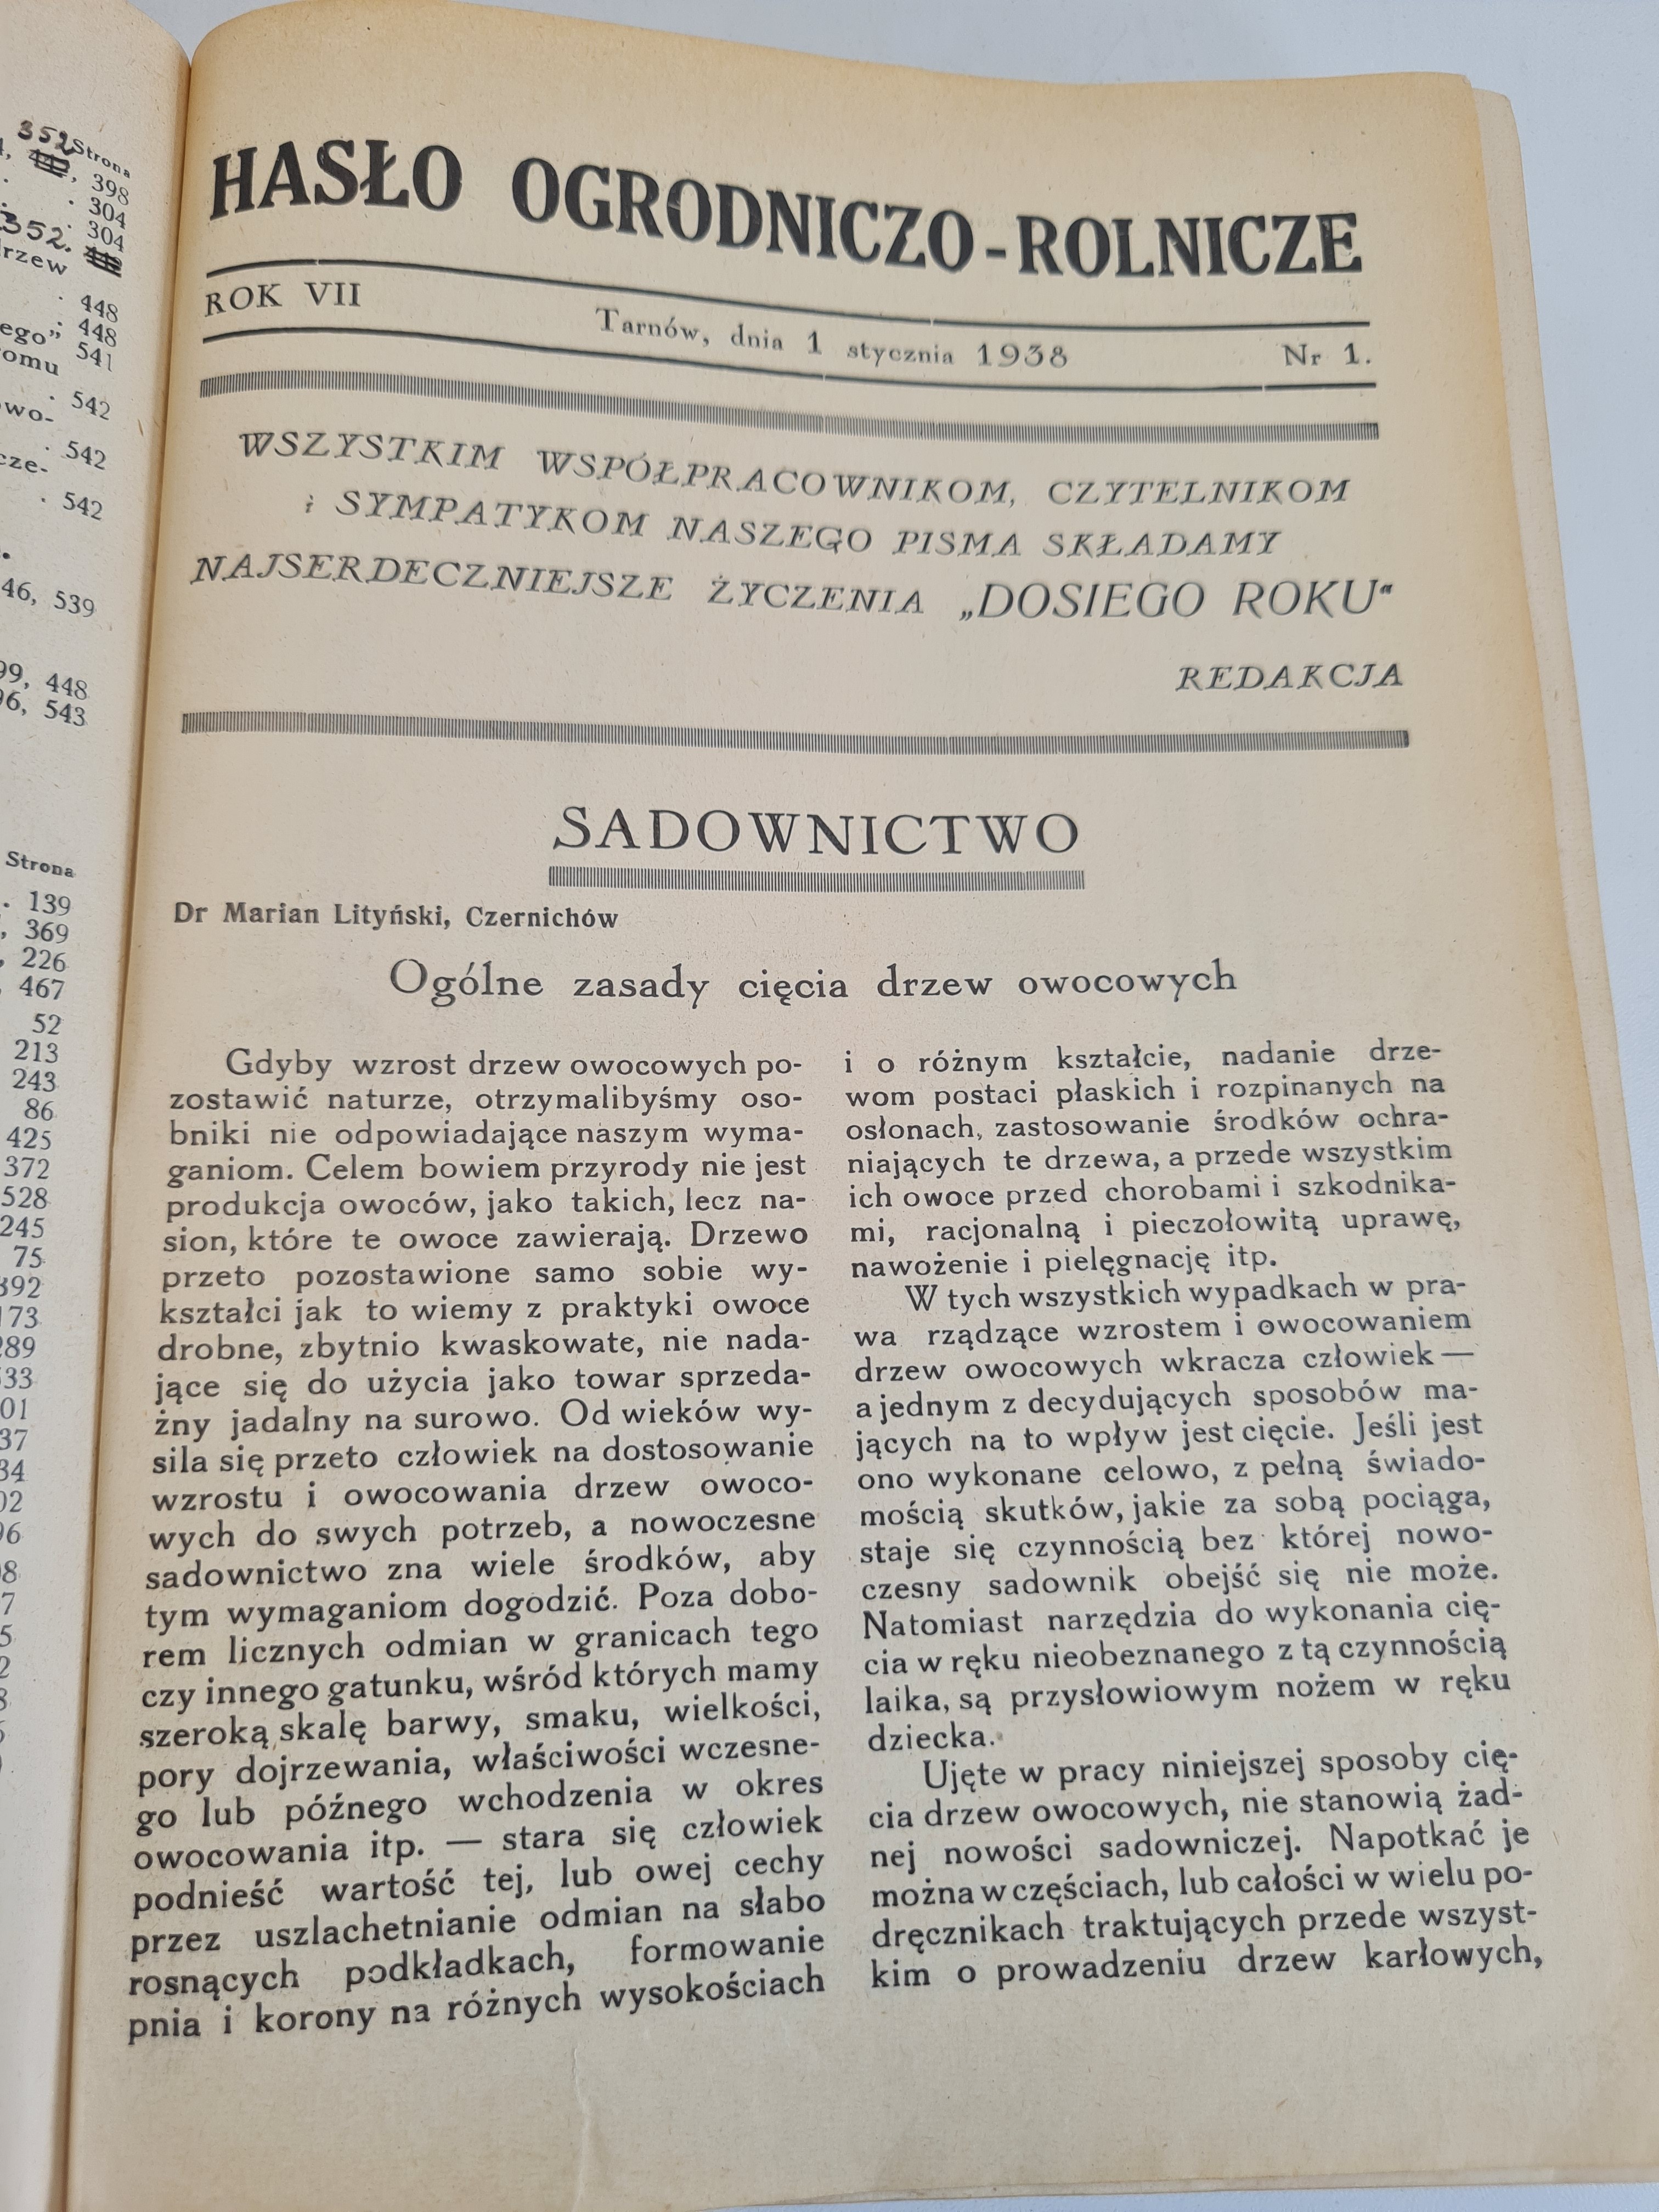 352
Strona
398
304
304
352.
drzew
448
448
541
542
542
542
46, 539
99, 448
96, 543
Strona
139
369
226
467
52
213
243
86
425
372
528
245
75
392
173
289
HASŁO OGRODNICZO-ROLNICZE
ROK VII
Tarnów, dnia 1 stycznia 1938
Nr 1.
WSZYSTKIM WSPÓŁPRACOWNIKOM, CZYTELNIKOM
i SYMPATYKOM NASZEGO PISMA SKŁADAMY
NAJSERDECZNIEJSZE ŻYCZENIA „DOSIEGO ROKU“
REDAKCJA
SADOWNICTWO
Dr Marian Lityński, Czernichów
Ogólne zasady cięcia drzew owocowych
Gdyby wzrost drzew owocowych po-
zostawić naturze, otrzymalibyśmy oso-
bniki nie odpowiadające naszym wyma-
ganiom. Celem bowiem przyrody nie jest
produkcja owoców, jako takich, lecz na-
sion, które te owoce zawierają. Drzewo
przeto pozostawione samo sobie wy-
kształci jak to wiemy z praktyki owoce
drobne, zbytnio kwaskowate, nie nada-
jące się do użycia jako towar sprzeda-
żny jadalny na surowo. Od wieków wy-
sila się przeto człowiek na dostosowanie
wzrostu i owocowania drzew owoco-
wych do swych potrzeb, a nowoczesne
sadownictwo zna wiele środków, aby
tym wymaganiom dogodzić. Poza dobo-
rem licznych odmian w granicach tego
czy innego gatunku, wśród których mamy
szeroką skalę barwy, smaku, wielkości,
pory dojrzewania, właściwości wczesne-
go lub późnego wchodzenia w okres
owocowania itp. — stara się człowiek
podnieść wartość tej, lub owej cechy
przez uszlachetnianie odmian na słabo
rosnących podkładkach, formowanie
pnia i korony na różnych wysokościach
i o różnym kształcie, nadanie drze-
wom postaci płaskich i rozpinanych na
osłonach, zastosowanie środków ochra-
niających te drzewa, a przede wszystkim
ich owoce przed chorobami i szkodnika-
mi, racjonalną i pieczołowitą uprawę,
nawożenie i pielęgnację itp.
W tych wszystkich wypadkach w pra-
wa rządzące wzrostem i owocowaniem
drzew owocowych wkracza człowiek —
a jednym z decydujących sposobów ma-
jących na to wpływ jest cięcie. Jeśli jest
ono wykonane celowo, z pełną świado-
mością skutków, jakie za sobą pociąga,
staje się czynnością bez której nowo-
czesny sadownik obejść się nie może.
Natomiast narzędzia do wykonania cię-
cia w ręku nieobeznanego z tą czynnością
laika, są przysłowiowym nożem w ręku
dziecka.
Ujęte w pracy niniejszej sposoby cię-
cia drzew owocowych, nie stanowią żad-
nej nowości sadowniczej. Napotkać je
można w częściach, lub całości w wielu po-
dręcznikach traktujących przede wszyst-
kim o prowadzeniu drzew karłowych,